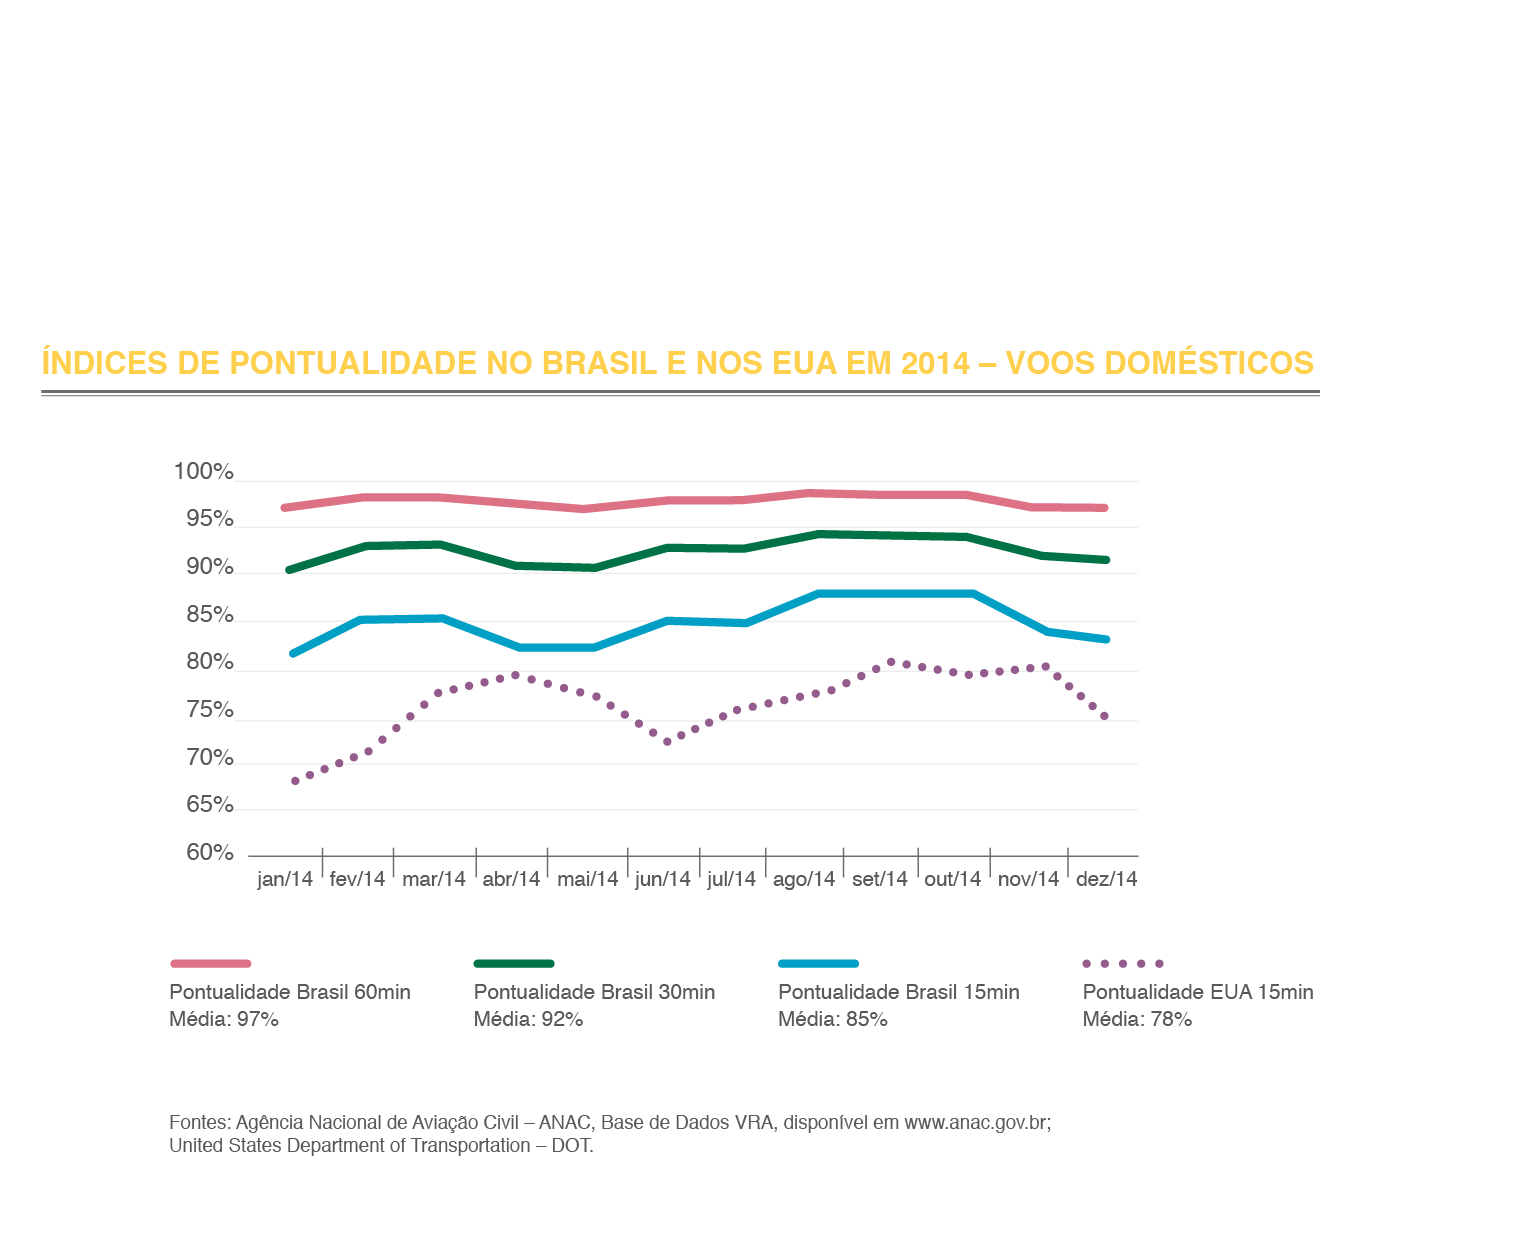 ÍNDICES DE PONTUALIDADE NO BRASIL E NOS EUA EM 2014 – VOOS DOMÉSTICOS
100%
95%
90%
85%
80%
75%
70%
65%
60%
jan/14 fev/14 mar/14 abr/14 mai/14 jun/14 jul/14 ago/14 set/14 out/14 nov/14 dez/14
Pontualidade Brasil 60min
Média: 97%
Pontualidade Brasil 30min
Média: 92%
Pontualidade Brasil 15min
Média: 85%
Pontualidade EUA 15min
Média: 78%
Fontes: Agência Nacional de Aviação Civil – ANAC, Base de Dados VRA, disponível em www.anac.gov.br;
United States Department of Transportation – DOT.